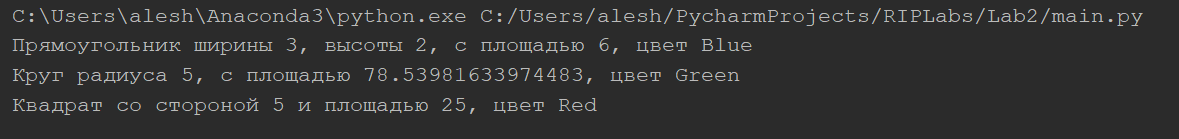 C:\Users\alesh\Anaconda3\python.exe C:/Users/alesh/PycharmProjects/RIPLabs/Lab2/main.py
Прямоугольник ширины 3, высоты 2, с площадью 6, цвет Blue
Круг радиуса 5, с площадью 78.53981633974483, цвет Green
Квадрат со стороной 5 и площадью 25, цвет Red